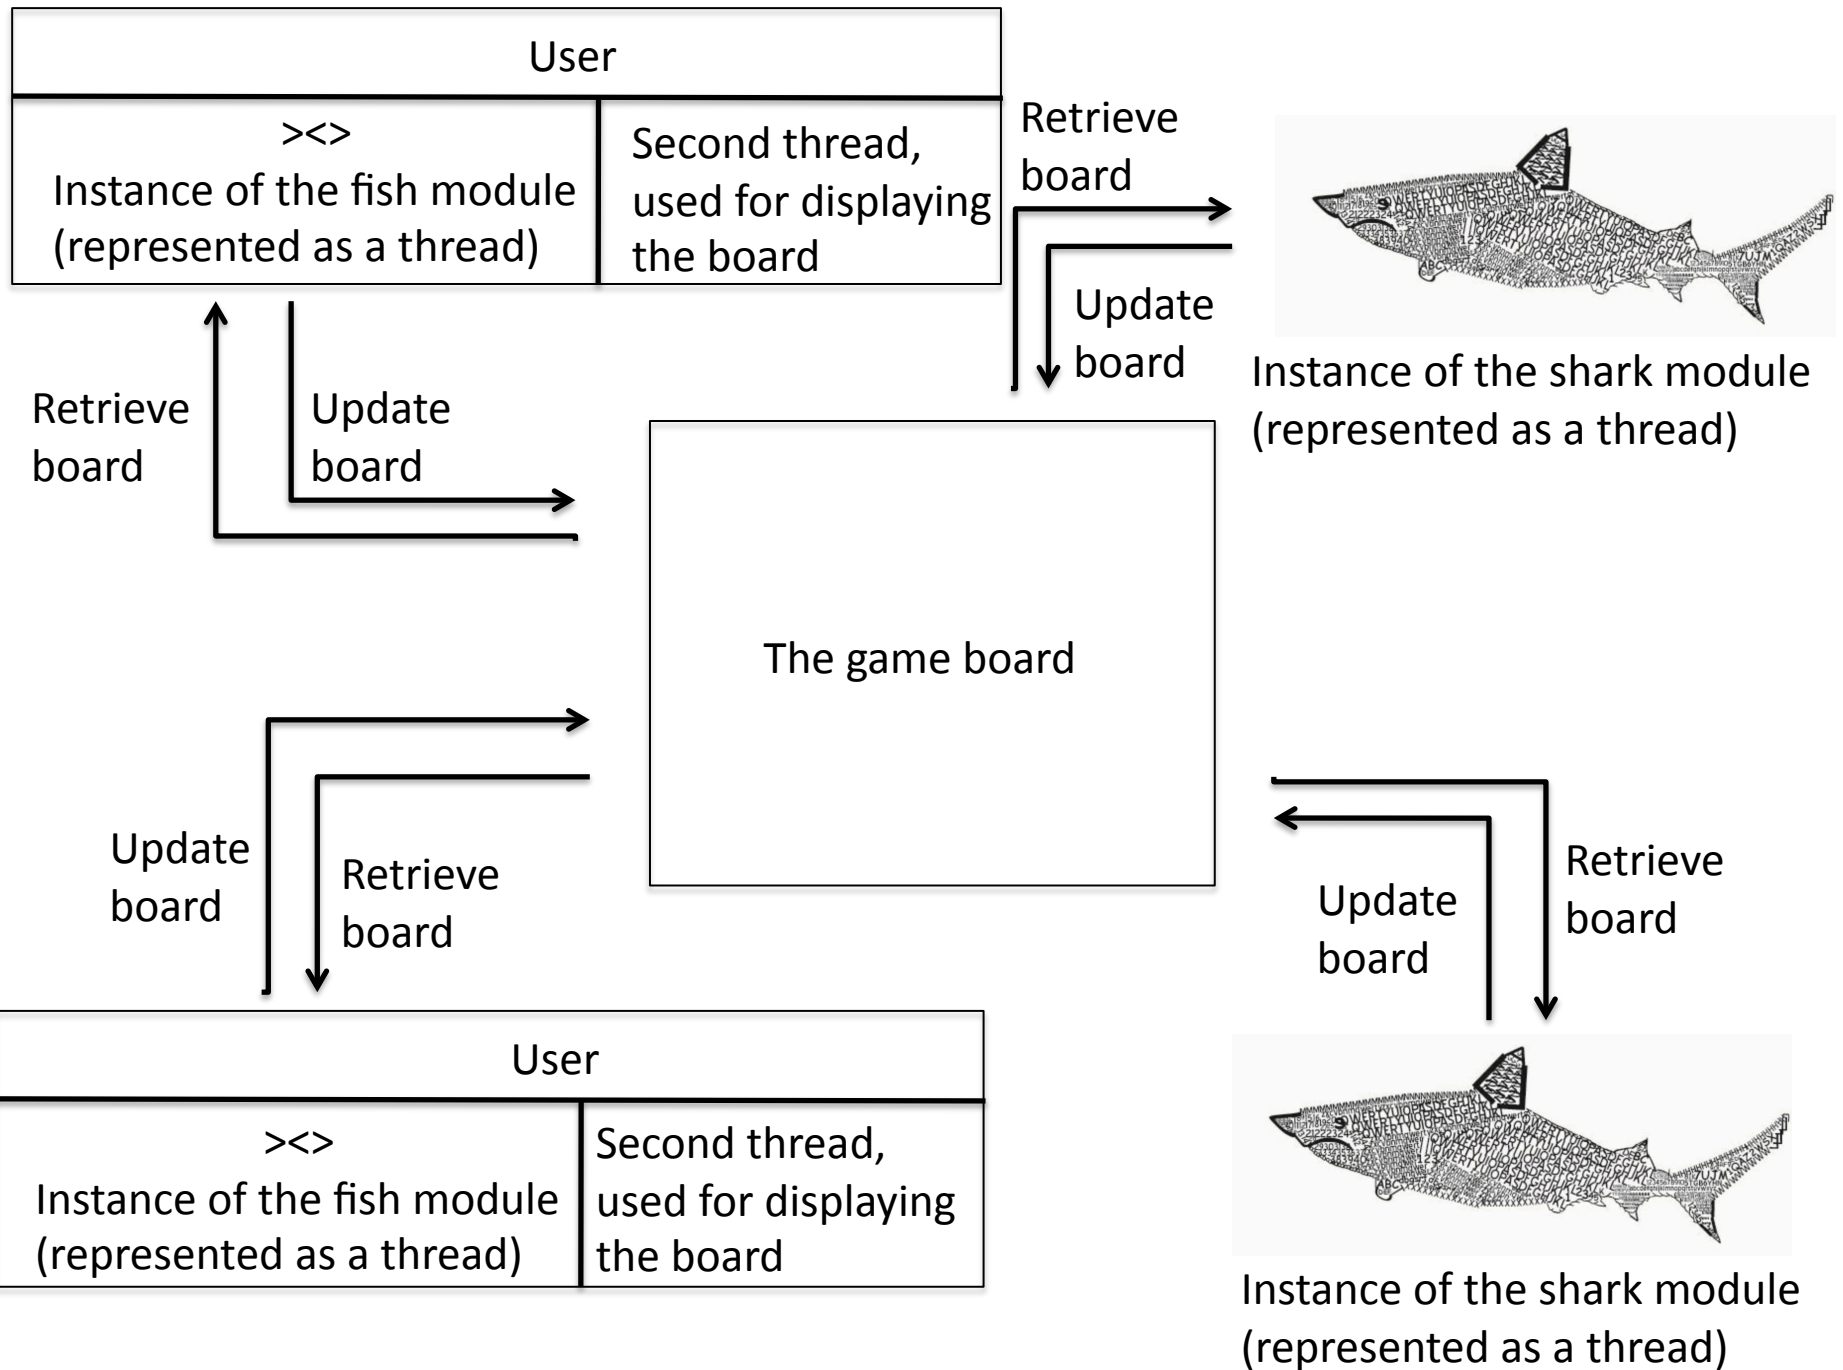 User
><>
Instance of the fish module
(represented as a thread)
Second thread,
used for displaying
the board
Retrieve
board
Update
board
Instance of the shark module
(represented as a thread)
Retrieve
board
Update
board
The game board
Update
board
Retrieve
board
Update
board
Retrieve
board
User
><>
Instance of the fish module
(represented as a thread)
Second thread,
used for displaying
the board
Instance of the shark module
(represented as a thread)